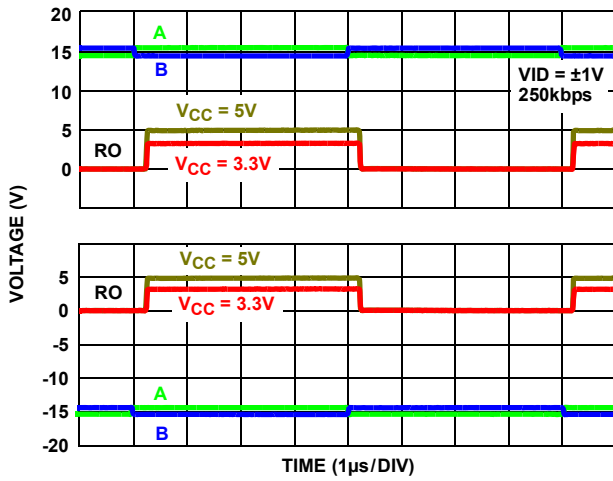 20
15
10
5
0
A
B
VID = ±1V
250kbps
VCC = 5V
RO
VCC = 3.3V
VOLTAGE (V)
5
0
-5
-10
-15
-20
VCC = 5V
RO
VCC = 3.3V
A
B
TIME (1µs/DIV)